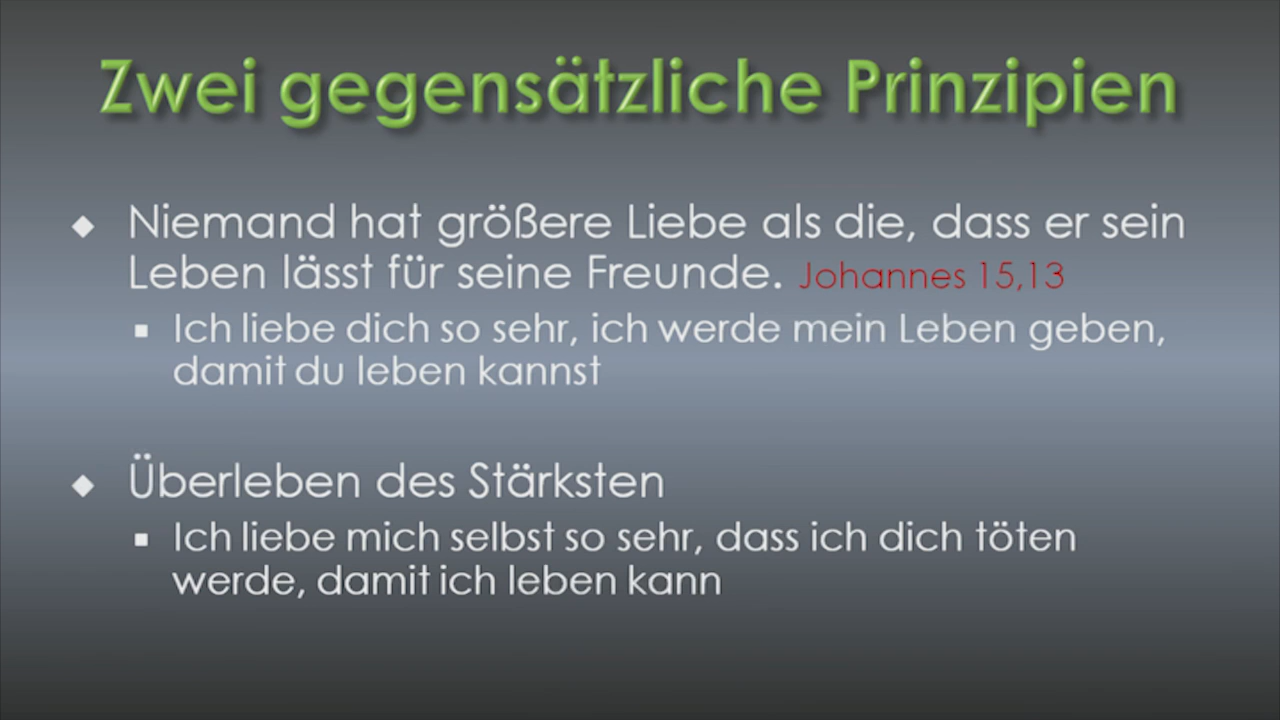 Zwei gegensätzliche Prinzipien
Niemand hat größere Liebe als die, dass er sein
Leben lässt für seine Freunde. Johannes 15,13
Ich liebe dich so sehr, ich werde mein Leben geben,
damit du leben kannst
Überleben des Stärksten
Ich liebe mich selbst so sehr, dass ich dich töten
werde, damit ich leben kann